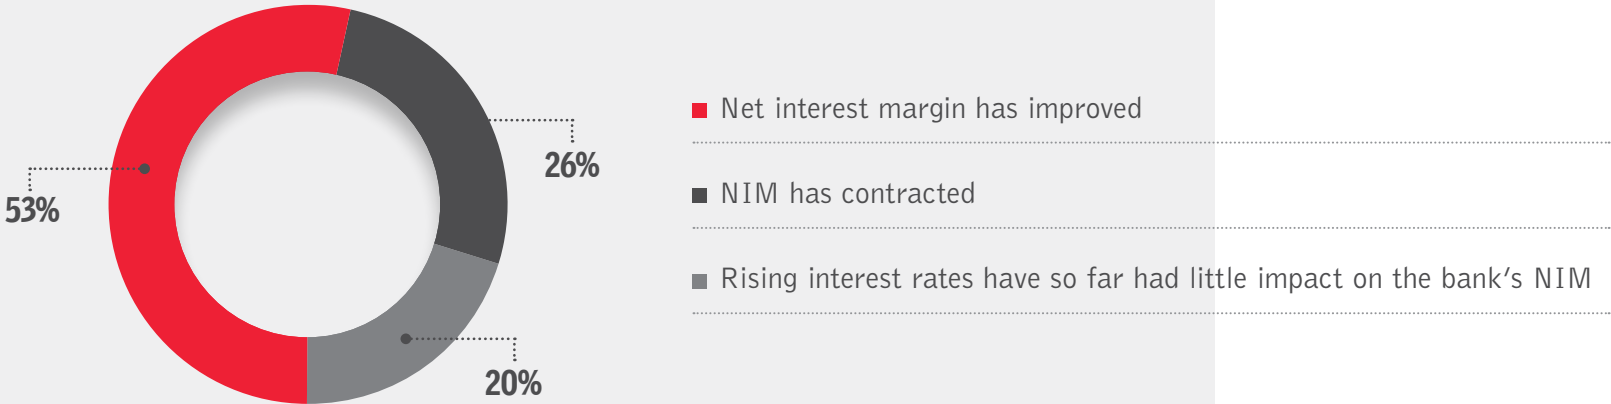 53%
26%
20%
Net interest margin has improved
NIM has contracted
Rising interest rates have so far had little impact on the bank’s NIM